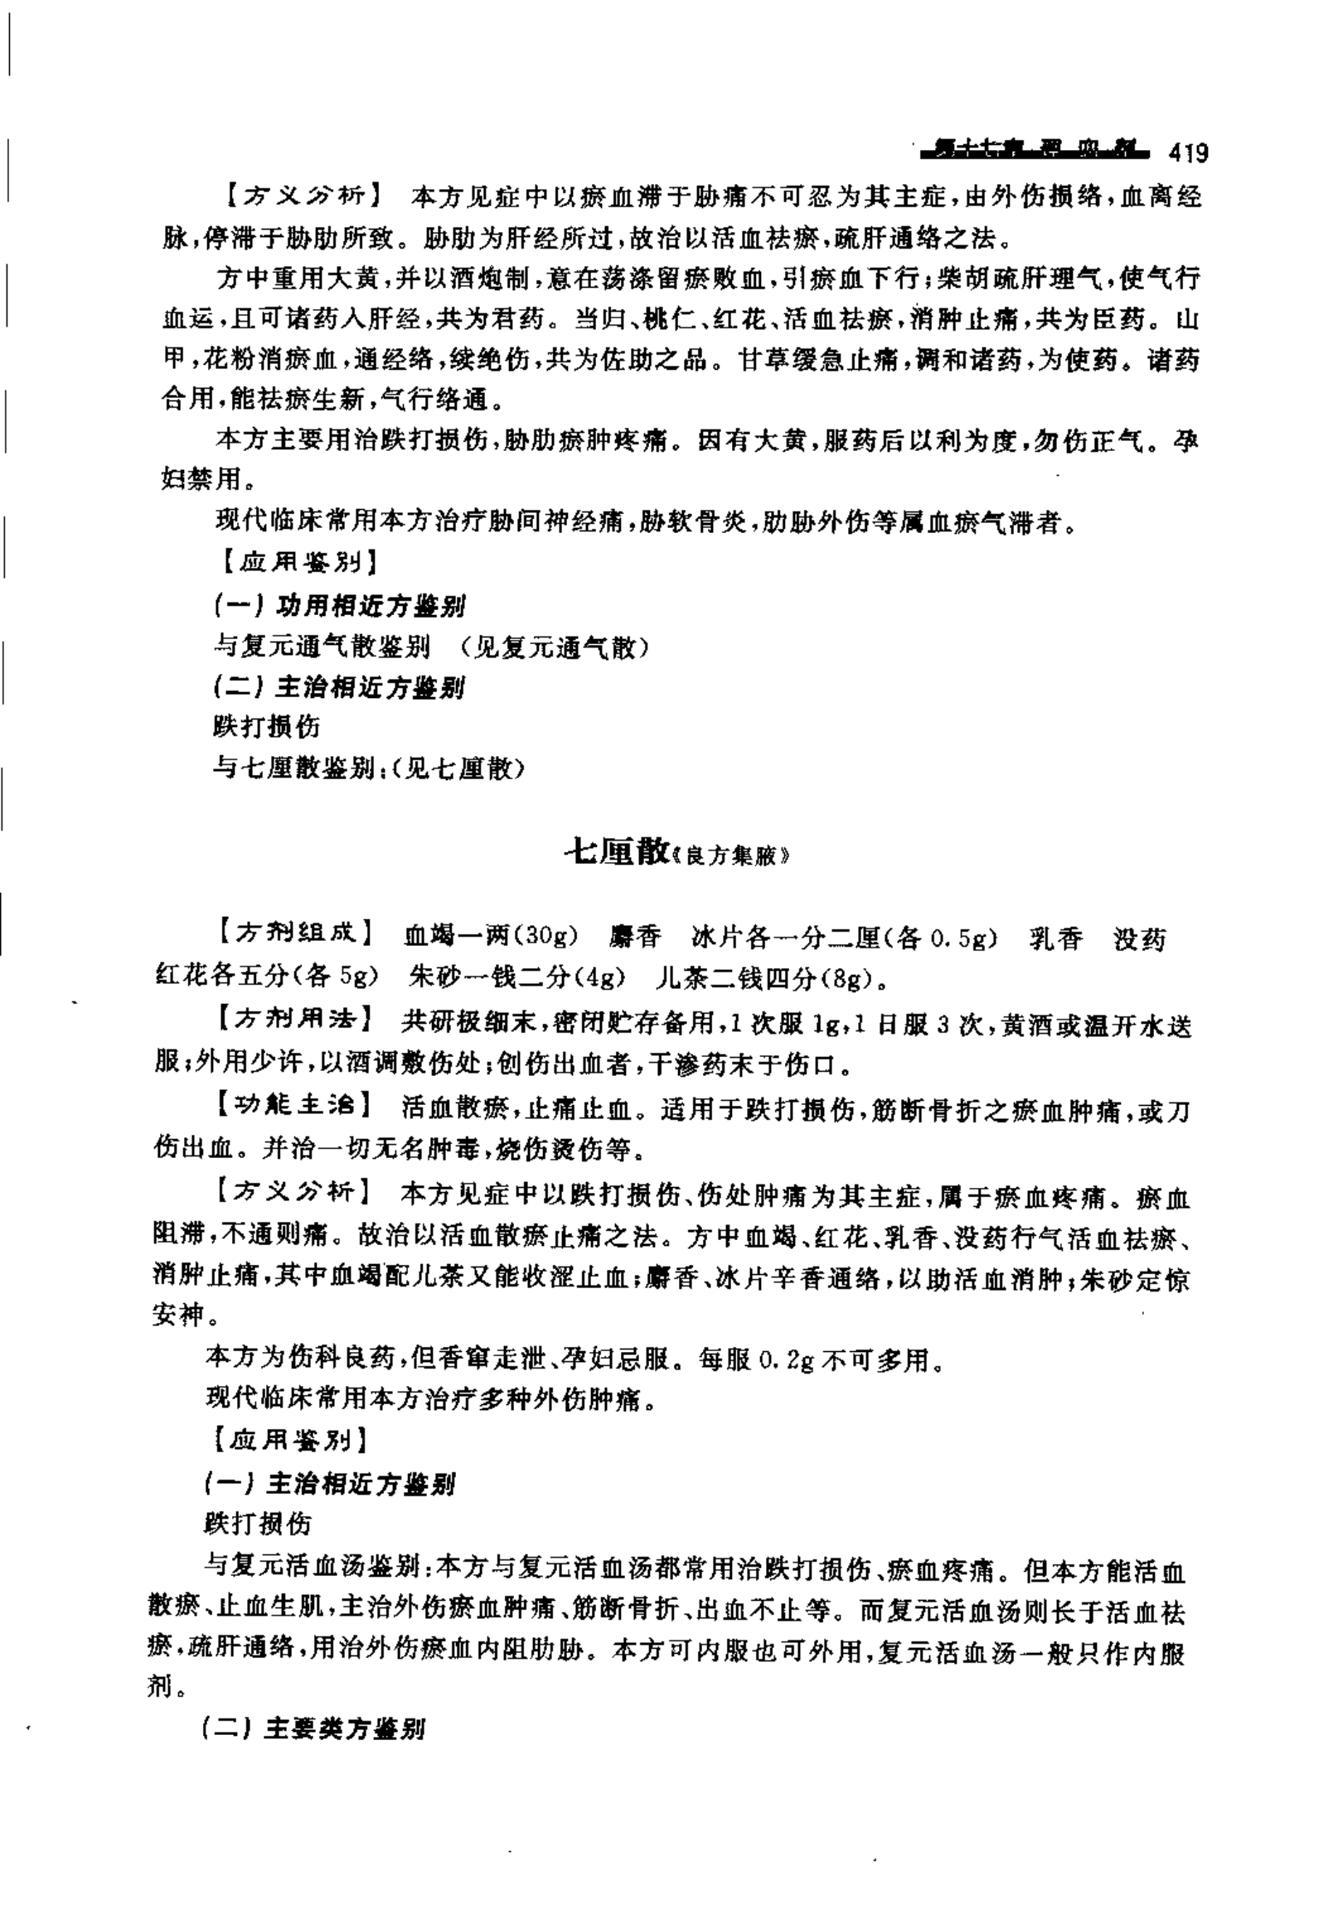 第十七章 理血剂 419
【方义分析】 本方见症中以瘀血滞于胁痛不可忍为其主症，由外伤损络，血离经
脉，停滞于胁肋所致。胁肋为肝经所过，故治以活血祛瘀，疏肝通络之法。
方中重用大黄，并以酒炮制，意在荡涤留瘀败血，引瘀血下行；柴胡疏肝理气，使气行
血运，且可诸药入肝经，共为君药。当归、桃仁、红花、活血祛瘀，消肿止痛，共为臣药。山
甲，花粉消瘀血，通经络，续绝伤，共为佐助之品。甘草缓急止痛，调和诸药，为使药。诸药
合用，能祛瘀生新，气行络通。
本方主要用治跌打损伤，胁肋瘀肿疼痛。因有大黄，服药后以利为度，勿伤正气。孕
妇禁用。
现代临床常用本方治疗胁间神经痛，胁软骨炎，肋胁外伤等属血瘀气滞者。
【应用鉴别】
(一) 功用相近方鉴别
与复元通气散鉴别 （见复元通气散）
(二) 主治相近方鉴别
跌打损伤
与七厘散鉴别：（见七厘散）
七厘散《良方集腋》
【方剂组成】 血竭一两(30g) 麝香 冰片各一分二厘(各 0.5g) 乳香 没药
红花各五分(各 5g) 朱砂一钱二分(4g) 儿茶二钱四分(8g)。
【方剂用法】 共研极细末，密闭贮存备用，1 次服 1g，1 日服 3 次，黄酒或温开水送
服；外用少许，以酒调敷伤处；创伤出血者，干渗药末于伤口。
【功能主治】 活血散瘀，止痛止血。适用于跌打损伤，筋断骨折之瘀血肿痛，或刀
伤出血。并治一切无名肿毒，烧伤烫伤等。
【方义分析】 本方见症中以跌打损伤、伤处肿痛为其主症，属于瘀血疼痛。瘀血
阻滞，不通则痛。故治以活血散瘀止痛之法。方中血竭、红花、乳香、没药行气活血祛瘀、
消肿止痛，其中血竭配儿茶又能收涩止血；麝香、冰片辛香通络，以助活血消肿；朱砂定惊
安神。
本方为伤科良药，但香窜走泄、孕妇忌服。每服 0.2g 不可多用。
现代临床常用本方治疗多种外伤肿痛。
【应用鉴别】
(一) 主治相近方鉴别
跌打损伤
与复元活血汤鉴别：本方与复元活血汤都常用治跌打损伤、瘀血疼痛。但本方能活血
散瘀、止血生肌，主治外伤瘀血肿痛、筋断骨折、出血不止等。而复元活血汤则长于活血祛
瘀，疏肝通络，用治外伤瘀血内阻肋胁。本方可内服也可外用，复元活血汤一般只作内服
剂。
(二) 主要类方鉴别